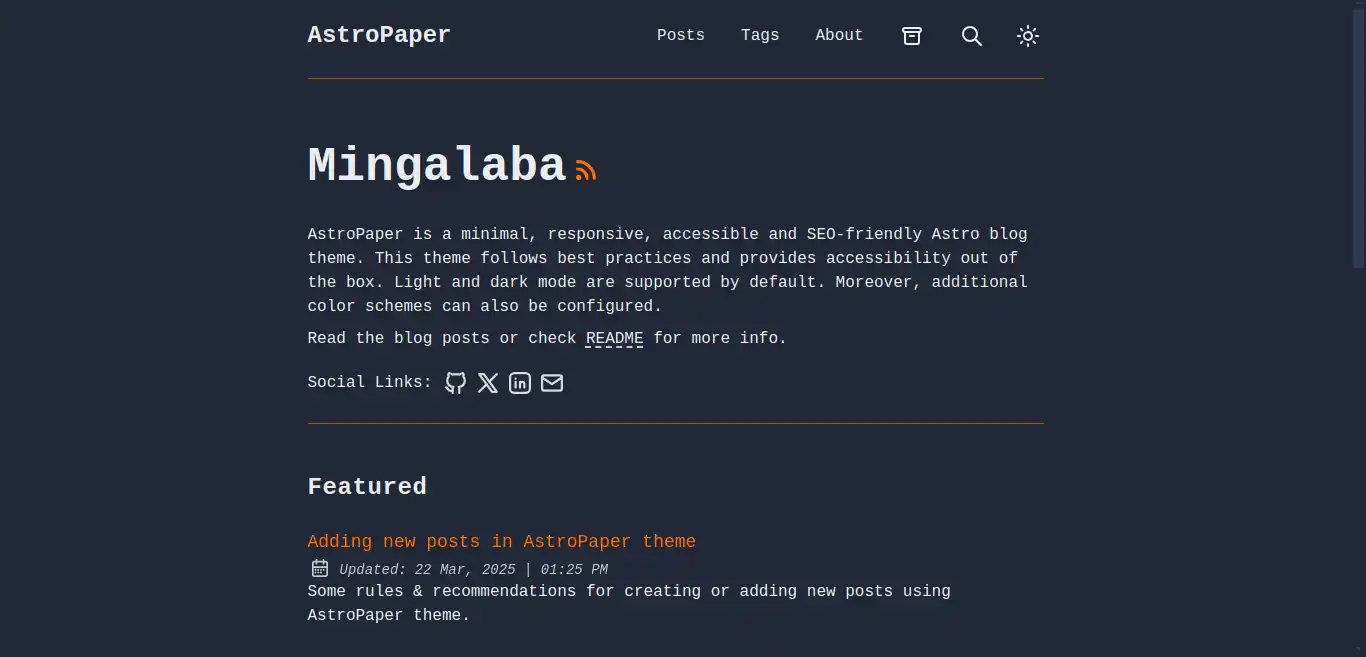 AstroPaper
Posts
Tags
About
Mingalaba
AstroPaper is a minimal, responsive, accessible and SEO-friendly Astro blog
theme. This theme follows best practices and provides accessibility out of
the box. Light and dark mode are supported by default. Moreover, additional
color schemes can also be configured.
Read the blog posts or check README for more info.
Social Links:
Featured
Adding new posts in AstroPaper theme
Updated: 22 Mar, 2025 | 01:25 PM
Some rules & recommendations for creating or adding new posts using
AstroPaper theme.